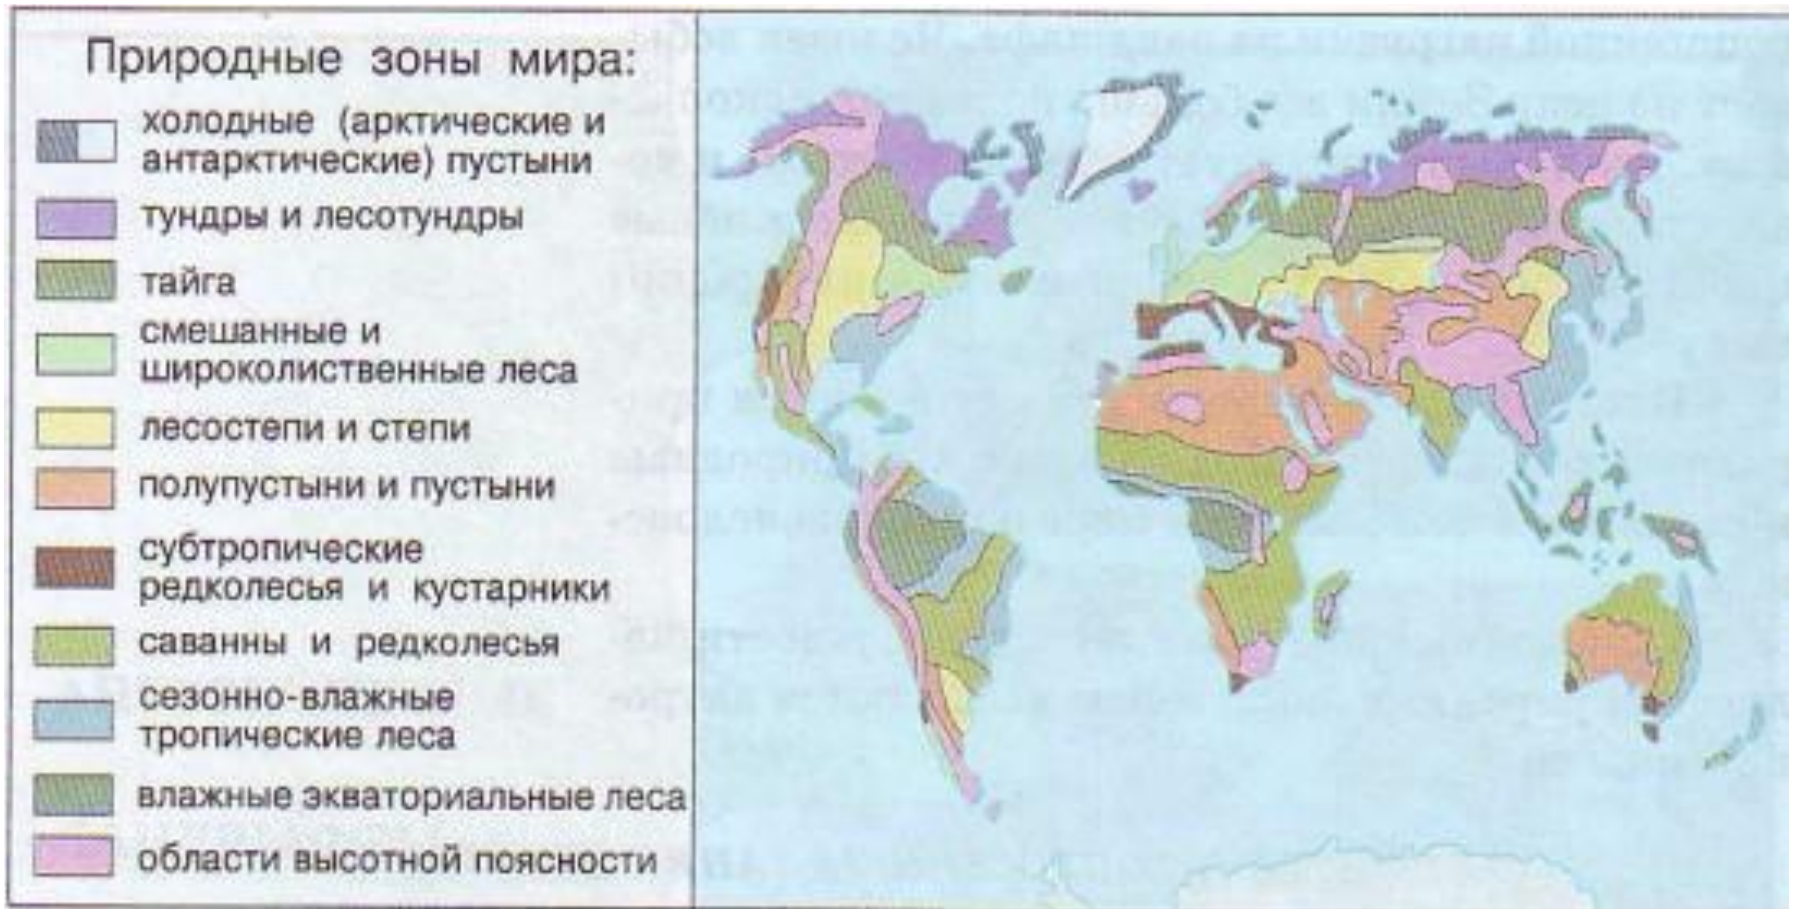 Природные зоны мира:
холодные (арктические и
антарктические) пустыни
тундры и лесотундры
тайга
смешанные и
широколиственные леса
лесостепи и степи
полупустыни и пустыни
субтропические
редколесья и кустарники
саванны и редколесья
сезонно-влажные
тропические леса
влажные экваториальные леса
области высотной поясности